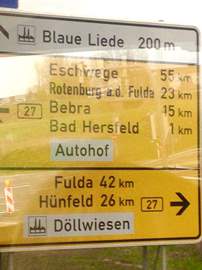 Blaue Liede 200 m
Eschwege 55 km
Rotenburg a.d. Fulda 23 km
27 Bebra 15 km
Bad Hersfeld 1 km
Autohof
Fulda 42 km
Hünfeld 26 km 27
Döllwiesen